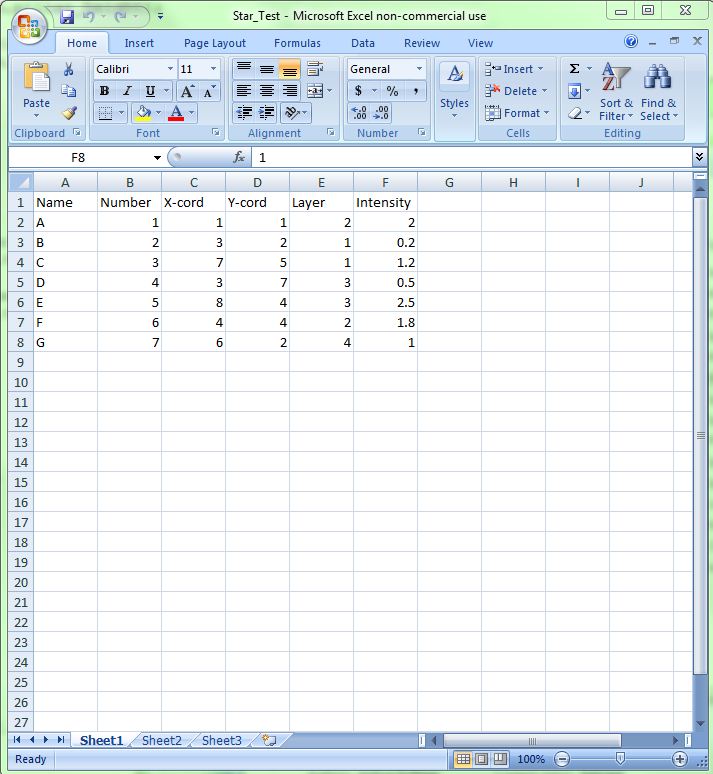 Star_Test - Microsoft Excel non-commercial use
Home Insert Page Layout Formulas Data Review View
Calibri 11 General Insert Σ
Paste B I U A A $ % , Styles Delete Sort & Filter Find & Select
A Format
Clipboard Font Alignment Number Cells Editing
F8 fx 1
A B C D E F G H I J
1 Name Number X-cord Y-cord Layer Intensity
2 A 1 1 1 2 2
3 B 2 3 2 1 0.2
4 C 3 7 5 1 1.2
5 D 4 3 7 3 0.5
6 E 5 8 4 3 2.5
7 F 6 4 4 2 1.8
8 G 7 6 2 4 1
9
10
11
12
13
14
15
16
17
18
19
20
21
22
23
24
25
26
27
Sheet1 Sheet2 Sheet3
Ready 100%